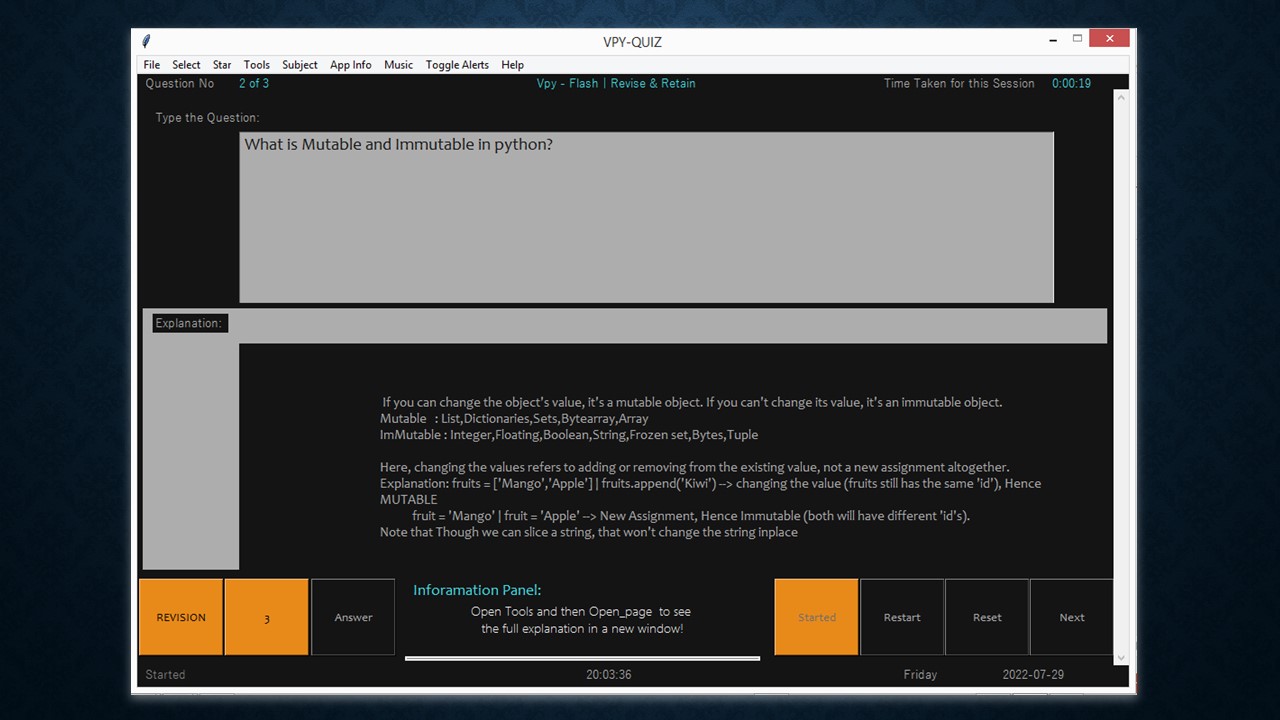 VPY-QUIZ
File Select Star Tools Subject App Info Music Toggle Alerts Help
Question No 2 of 3 Vpy - Flash | Revise & Retain Time Taken for this Session 0:00:19
Type the Question:
What is Mutable and Immutable in python?
Explanation:
If you can change the object's value, it's a mutable object. If you can't change its value, it's an immutable object.
Mutable : List,Dictionaries,Sets,Bytearray,Array
ImMutable : Integer,Floating,Boolean,String,Frozen set,Bytes,Tuple
Here, changing the values refers to adding or removing from the existing value, not a new assignment altogether.
Explanation: fruits = ['Mango','Apple'] | fruits.append('Kiwi') --> changing the value (fruits still has the same 'id'), Hence
MUTABLE
fruit = 'Mango' | fruit = 'Apple' --> New Assignment, Hence Immutable (both will have different 'id's).
Note that Though we can slice a string, that won't change the string inplace
REVISION 3 Answer
Inforamation Panel:
Open Tools and then Open_page to see
the full explanation in a new window!
Started Restart Reset Next
Started 20:03:36 Friday 2022-07-29